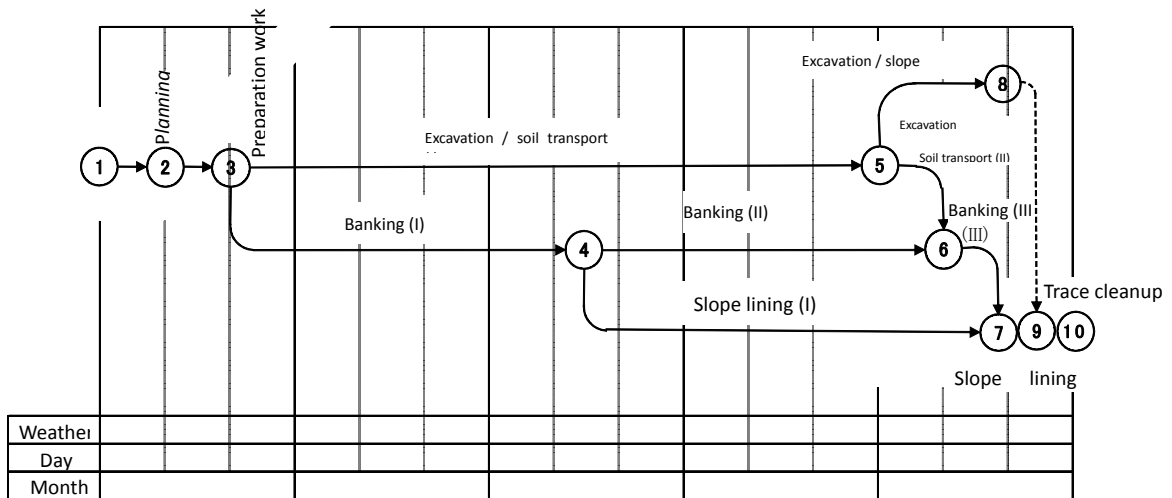 Plannina
Preparation work
Excavation / slope
8
Excavation / soil transport
Excavation
Soil transport (II)
1
2
3
5
Banking (I)
Banking (II)
Banking (III
(III)
4
6
Slope lining (I)
Trace cleanup
7
9
10
Slope lining
Weather
Day
Month